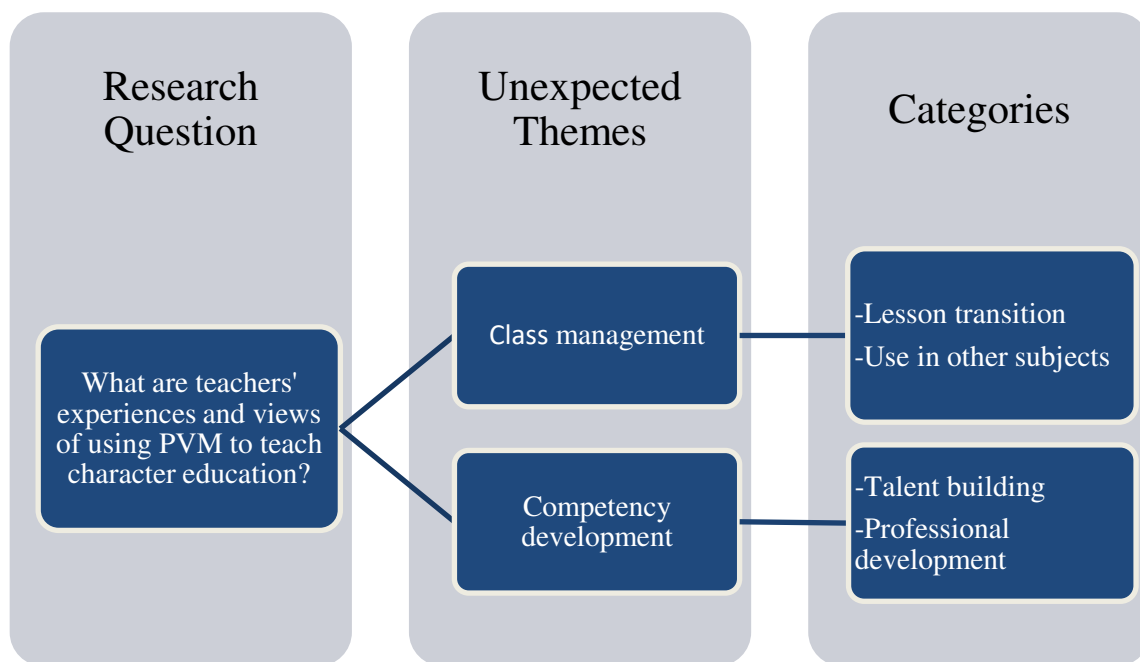 Research
Question
Unexpected
Themes
Categories
What are teachers'
experiences and views
of using PVM to teach
character education?
Class management
-Lesson transition
-Use in other subjects
Competency
development
-Talent building
-Professional
development